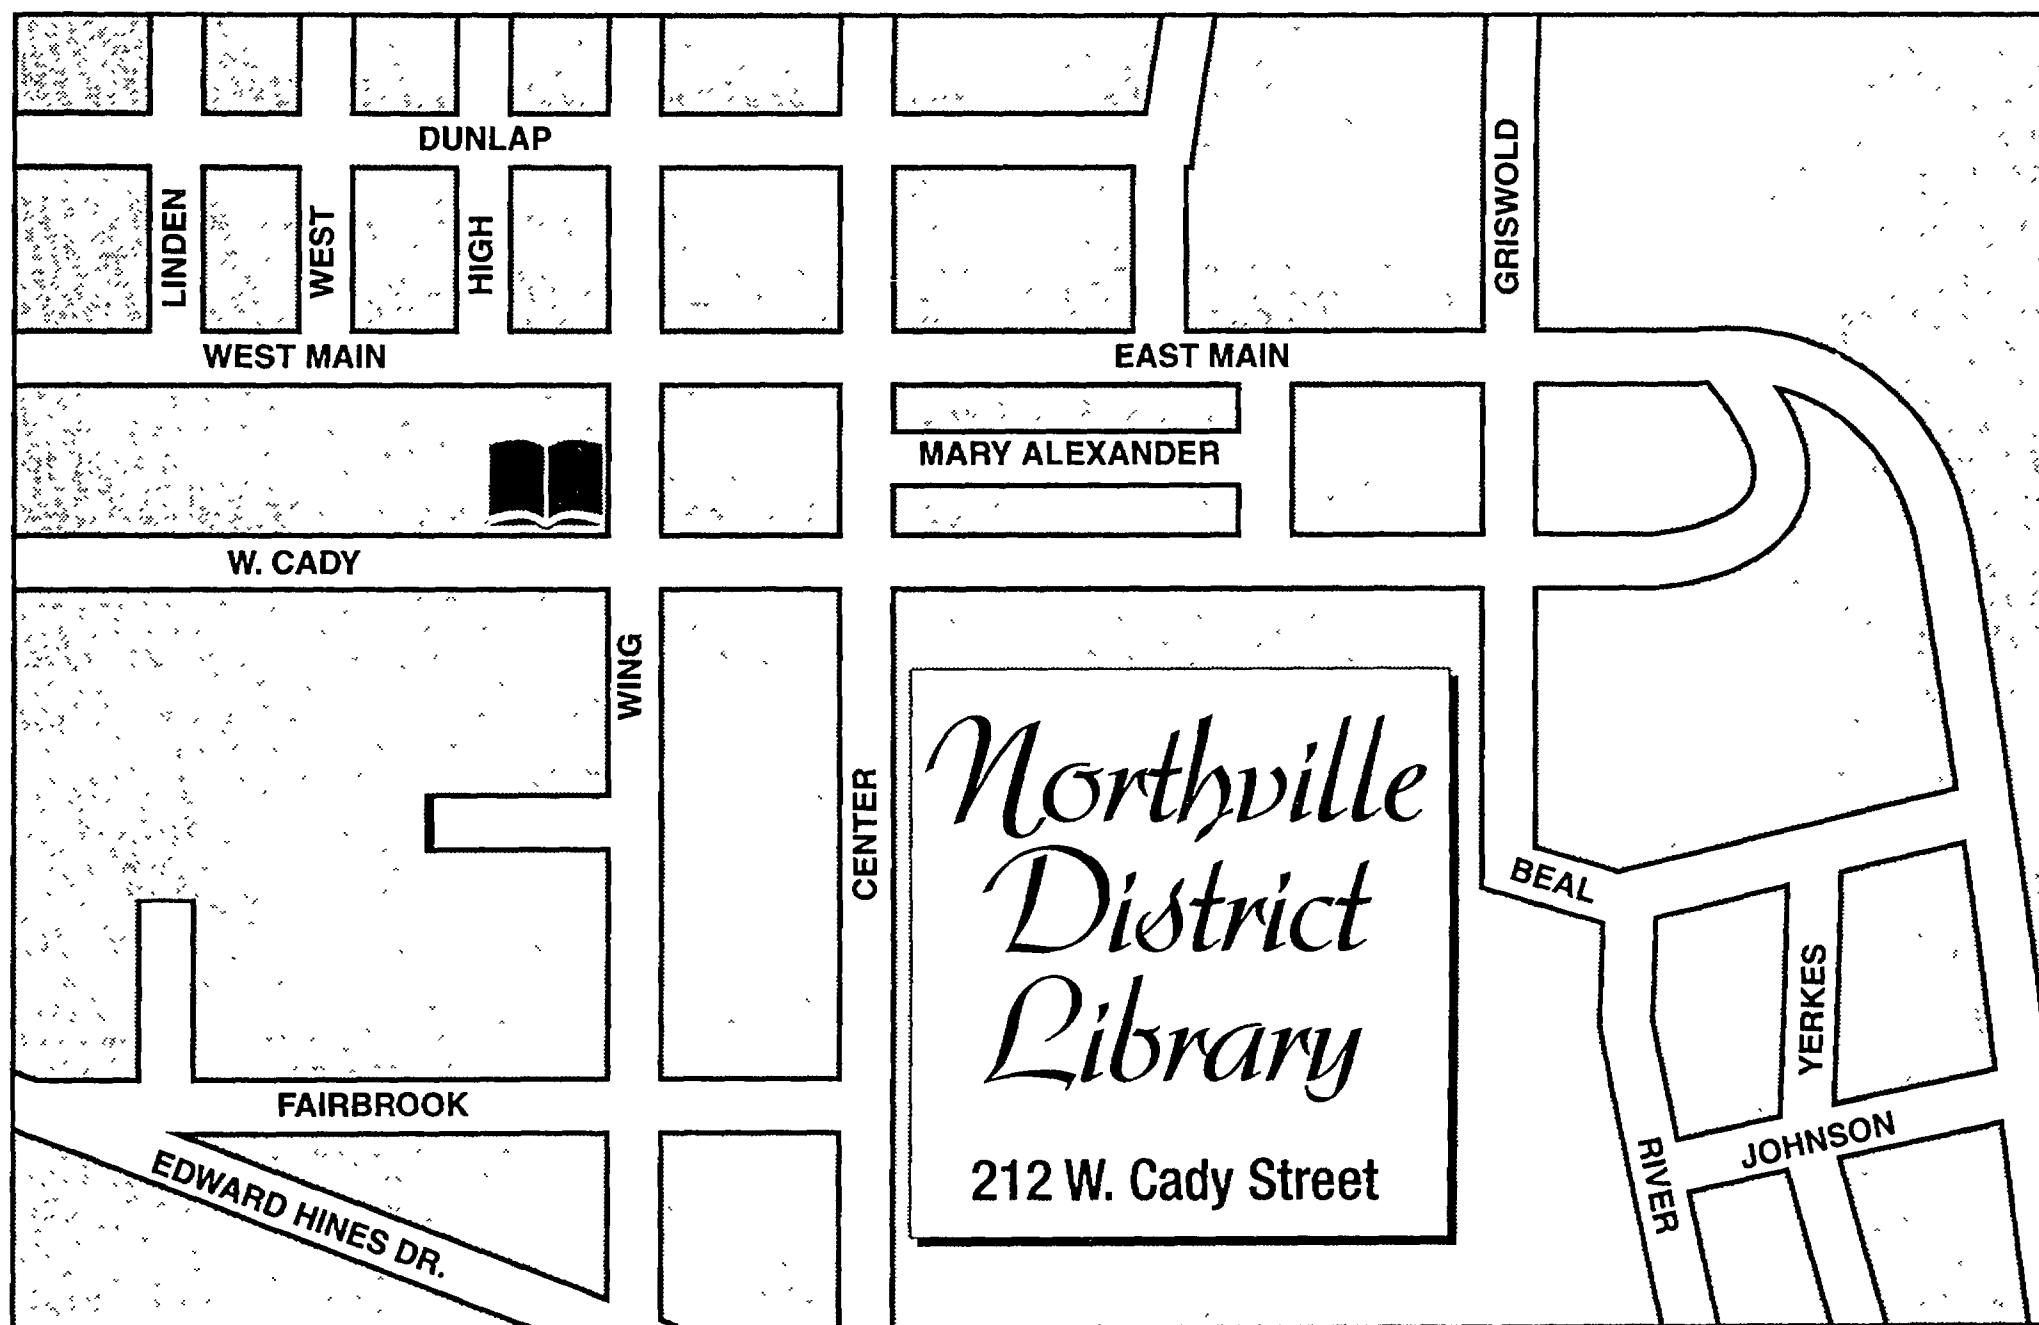 DUNLAP
LINDEN
WEST
HIGH
GRISWOLD
WEST MAIN
EAST MAIN
MARY ALEXANDER
W. CADY
WING
CENTER
Northville
District
Library
212 W. Cady Street
BEAL
YERKES
FAIRBROOK
JOHNSON
RIVER
EDWARD HINES DR.